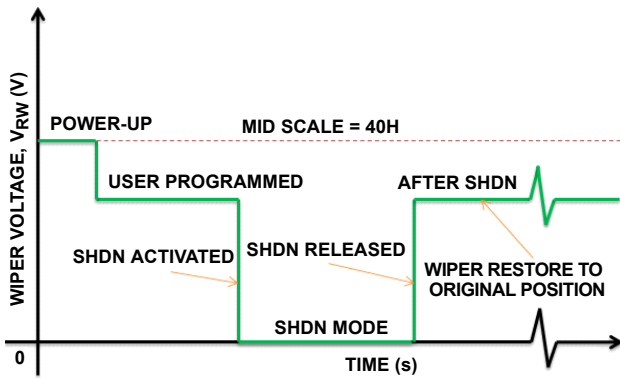 WIPER VOLTAGE, VRW (V)
POWER-UP
MID SCALE = 40H
USER PROGRAMMED
AFTER SHDN
SHDN ACTIVATED
SHDN RELEASED
WIPER RESTORE TO
ORIGINAL POSITION
SHDN MODE
0
TIME (s)